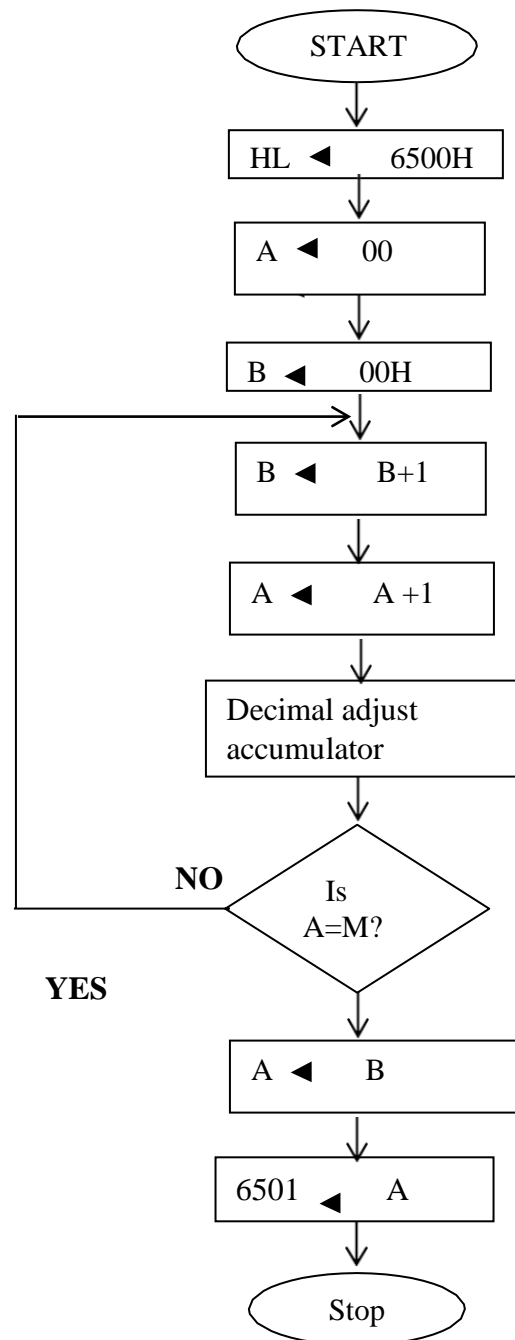 START
HL ◄ 6500H
A ◄ 00
B ◄ 00H
B ◄ B+1
A ◄ A +1
Decimal adjust
accumulator
NO
Is
A=M?
YES
A ◄ B
6501 ◄ A
Stop